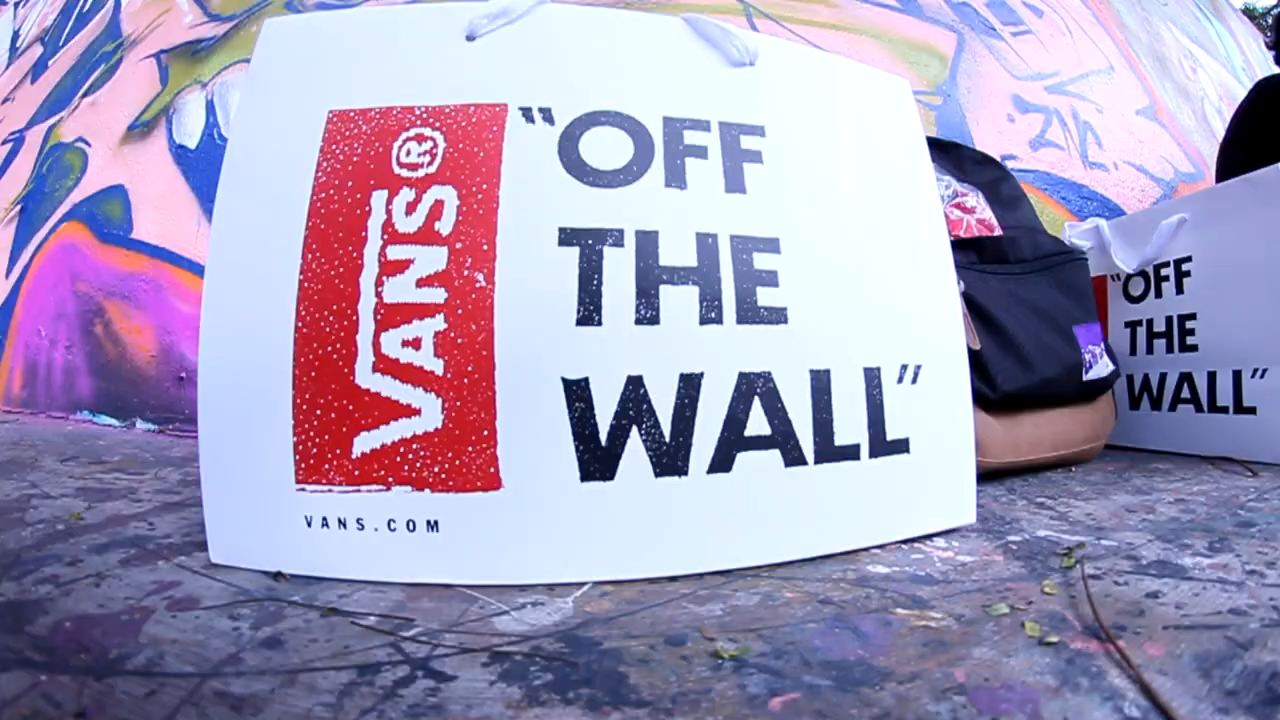 VANS®
"OFF
THE
WALL"
VANS.COM
"OFF
THE
WALL"